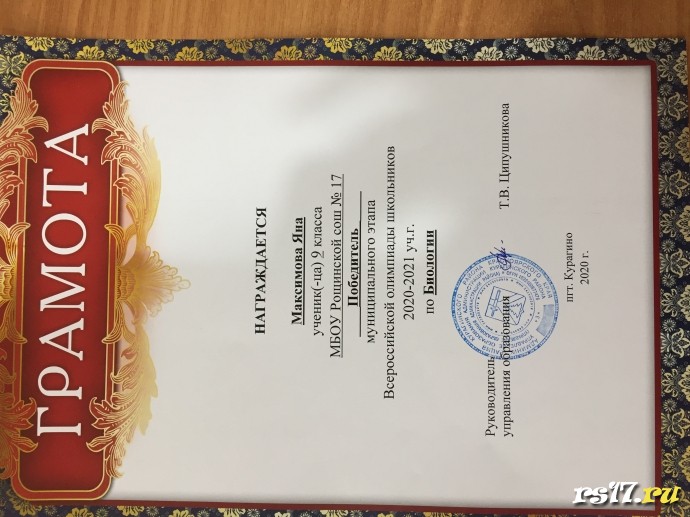 ГРАМОТА
НАГРАЖДАЕТСЯ
Максимова Яна
ученик(-ца) 9 класса
МБОУ Рощинской сош № 17
Победитель
муниципального этапа
Всероссийской олимпиады школьников
2020-2021 уч.г.
по Биологии
Руководитель
управления образования Т.В. Ципушникова
пгт. Курагино
2020 г.
rs17.ru